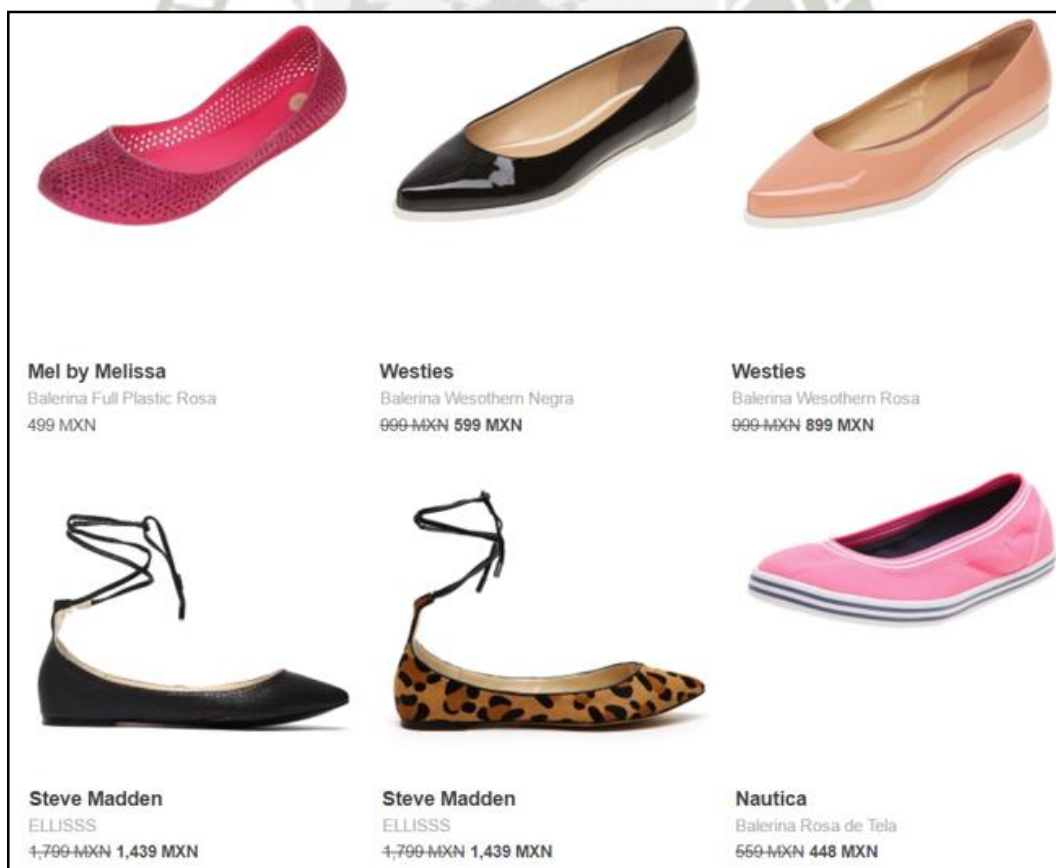 Mel by Melissa
Balerina Full Plastic Rosa
499 MXN
Westies
Balerina Wesothern Negra
999 MXN 599 MXN
Westies
Balerina Wesothern Rosa
999 MXN 899 MXN
Steve Madden
ELLISSS
1,799 MXN 1,439 MXN
Steve Madden
ELLISSS
1,799 MXN 1,439 MXN
Nautica
Balerina Rosa de Tela
559 MXN 448 MXN